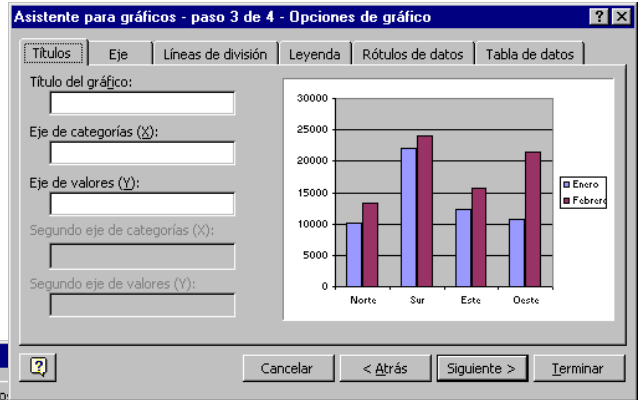 Asistente para gráficos - paso 3 de 4 - Opciones de gráfico
Títulos Eje Líneas de división Leyenda Rótulos de datos Tabla de datos
Título del gráfico:
Eje de categorías (X):
Eje de valores (Y):
Segundo eje de categorías (X):
Segundo eje de valores (Y):
30000
25000
20000
15000
10000
5000
0
Norte Sur Este Oeste
Enero
Febrero
Cancelar < Atrás Siguiente > Terminar